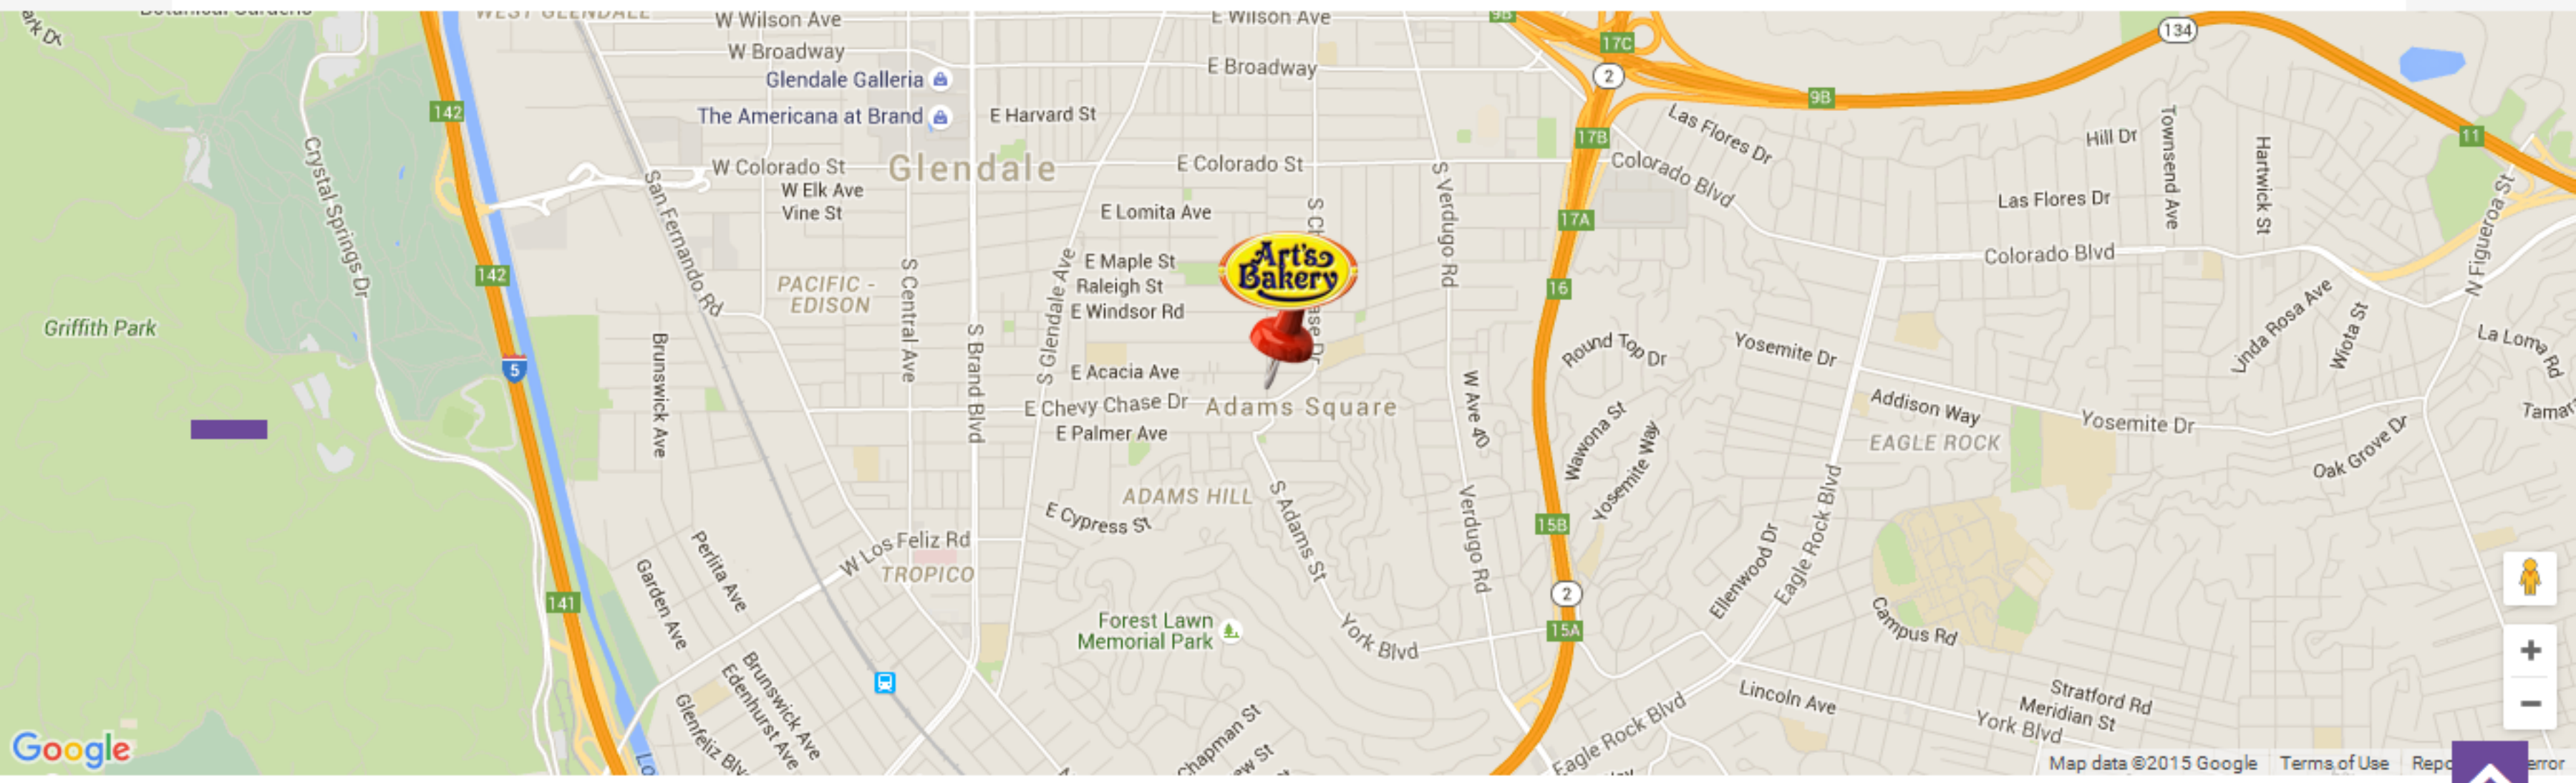 WEST GLENDALE
W Wilson Ave
E Wilson Ave
9B
17C
134
W Broadway
E Broadway
2
Glendale Galleria
The Americana at Brand
E Harvard St
142
9B
17B
Las Flores Dr
Hill Dr
Townsend Ave
Hartwick St
11
Crystal Springs Dr
San Fernando Rd
W Colorado St
Glendale
E Colorado St
Colorado Blvd
W Elk Ave
Vine St
E Lomita Ave
S Verdugo Rd
17A
Las Flores Dr
N Figueroa St
142
PACIFIC -
EDISON
S Central Ave
S Glendale Ave
E Maple St
Raleigh St
E Windsor Rd
Art's
Bakery
16
Colorado Blvd
Griffith Park
5
Brunswick Ave
S Brand Blvd
E Acacia Ave
E Chevy Chase Dr
Adams Square
E Palmer Ave
W Ave 40
Round Top Dr
Yosemite Dr
Linda Rosa Ave
Wiota St
La Loma Rd
Addison Way
EAGLE ROCK
Yosemite Dr
Oak Grove Dr
Wawona St
Yosemite Way
ADAMS HILL
E Cypress St
S Adams St
Verdugo Rd
15B
Eagle Rock Blvd
Ellenwood Dr
W Los Feliz Rd
TROPICO
Perlita Ave
Garden Ave
141
2
15A
Forest Lawn
Memorial Park
York Blvd
Campus Rd
Brunswick Ave
Edenhurst Ave
Glenfeliz Blv
Chapman St
Eagle Rock Blvd
Lincoln Ave
Stratford Rd
Meridian St
York Blvd
Google
Map data ©2015 Google
Terms of Use